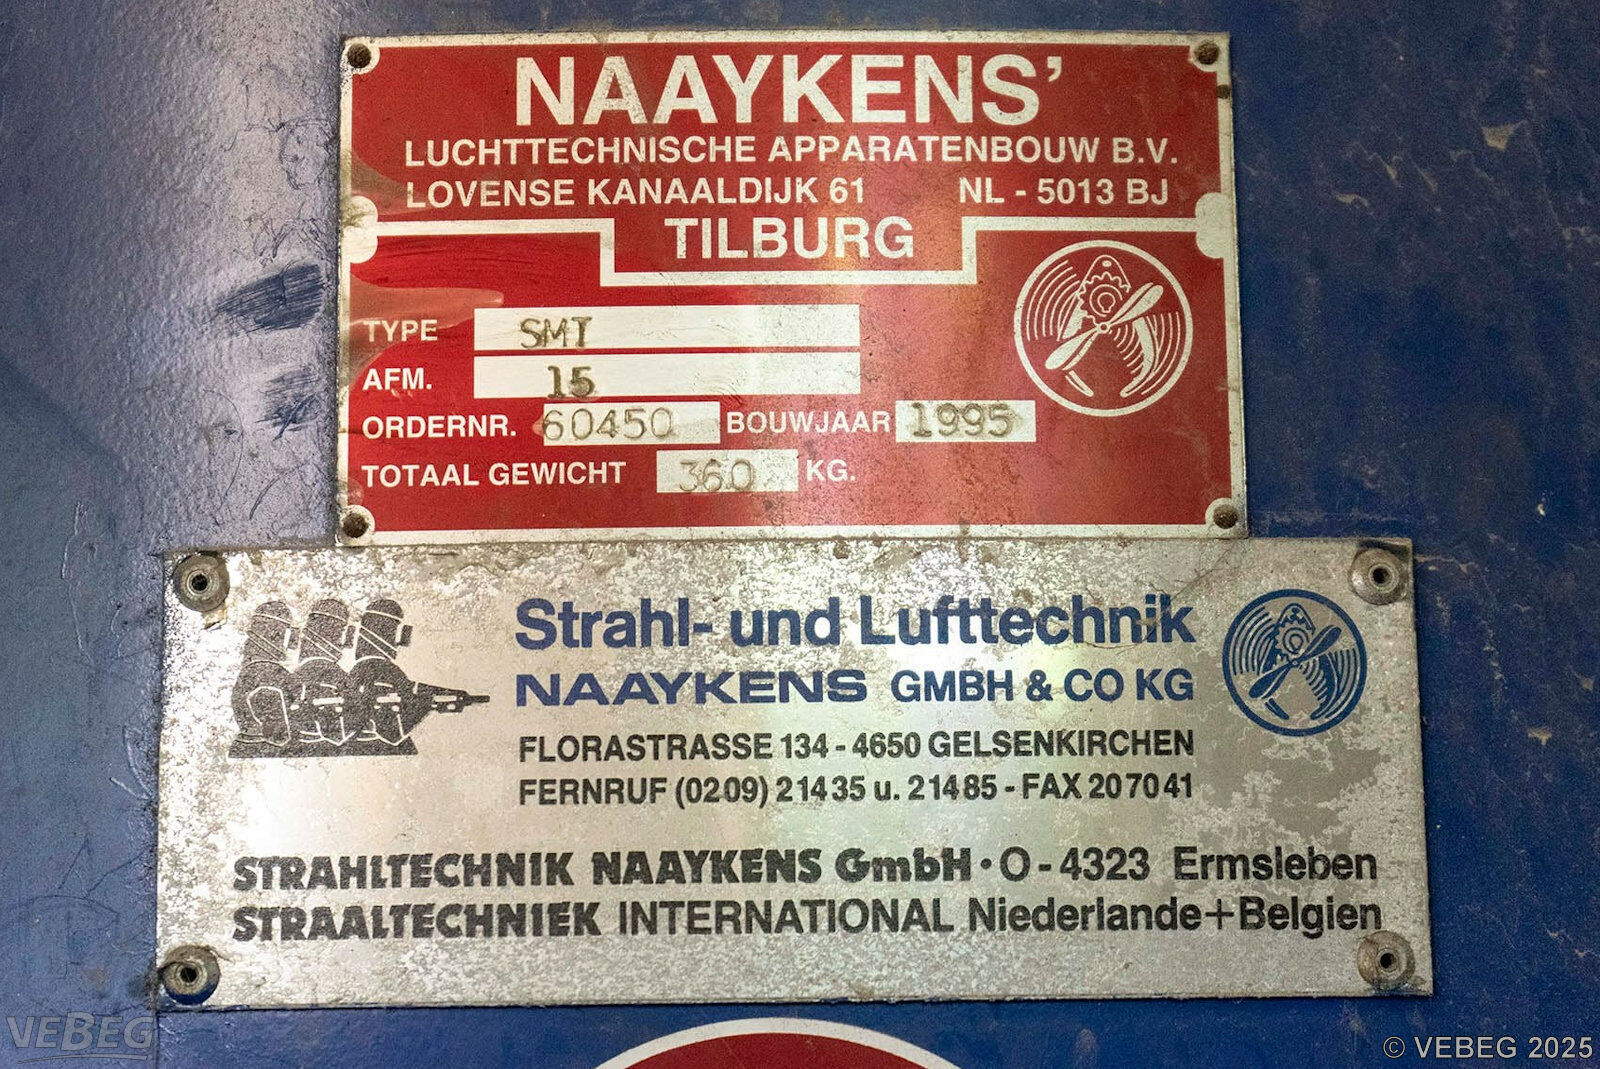 NAAYKENS'
LUCHTTECHNISCHE APPARATENBOUW B.V.
LOVENSE KANAALDIJK 61 NL - 5013 BJ
TILBURG
TYPE SMI
AFM. 15
ORDERNR. 60450 BOUWJAAR 1995
TOTAAL GEWICHT 360 KG.
Strahl- und Lufttechnik
NAAYKENS GMBH & CO KG
FLORASTRASSE 134 - 4650 GELSENKIRCHEN
FERNRUF (0209) 21435 u. 21485 - FAX 207041
STRAHLTECHNIK NAAYKENS GmbH · O - 4323 Ermsleben
STRAALTECHNIEK INTERNATIONAL Niederlande+Belgien
VEBEG
© VEBEG 2025